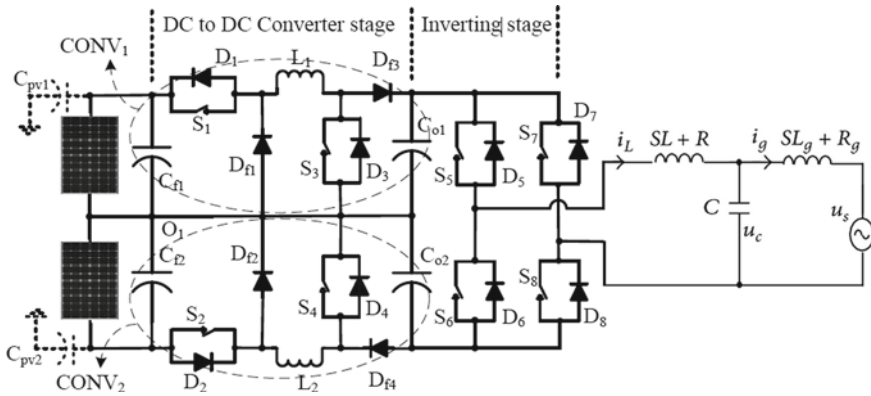 DC to DC Converter stage
Inverting stage
CONV1
Cpv1
D1
S1
L1
Df3
Cf1
Df1
S3
D3
Co1
S5
D5
S7
D7
iL
SL + R
ig
SLg + Rg
C
uc
us
O1
Cf2
Df2
S4
D4
Co2
S6
D6
S8
D8
S2
D2
L2
Df4
Cpv2
CONV2